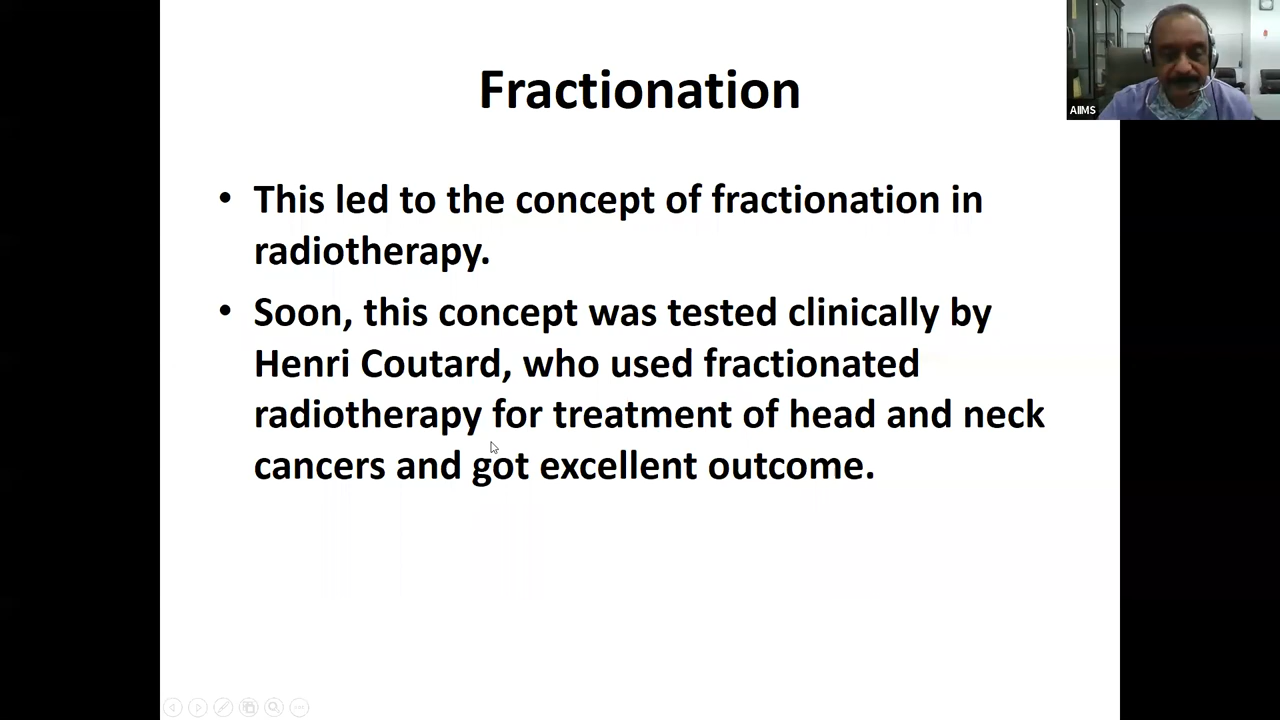 Fractionation
AIIMS
• This led to the concept of fractionation in
radiotherapy.
• Soon, this concept was tested clinically by
Henri Coutard, who used fractionated
radiotherapy for treatment of head and neck
cancers and got excellent outcome.